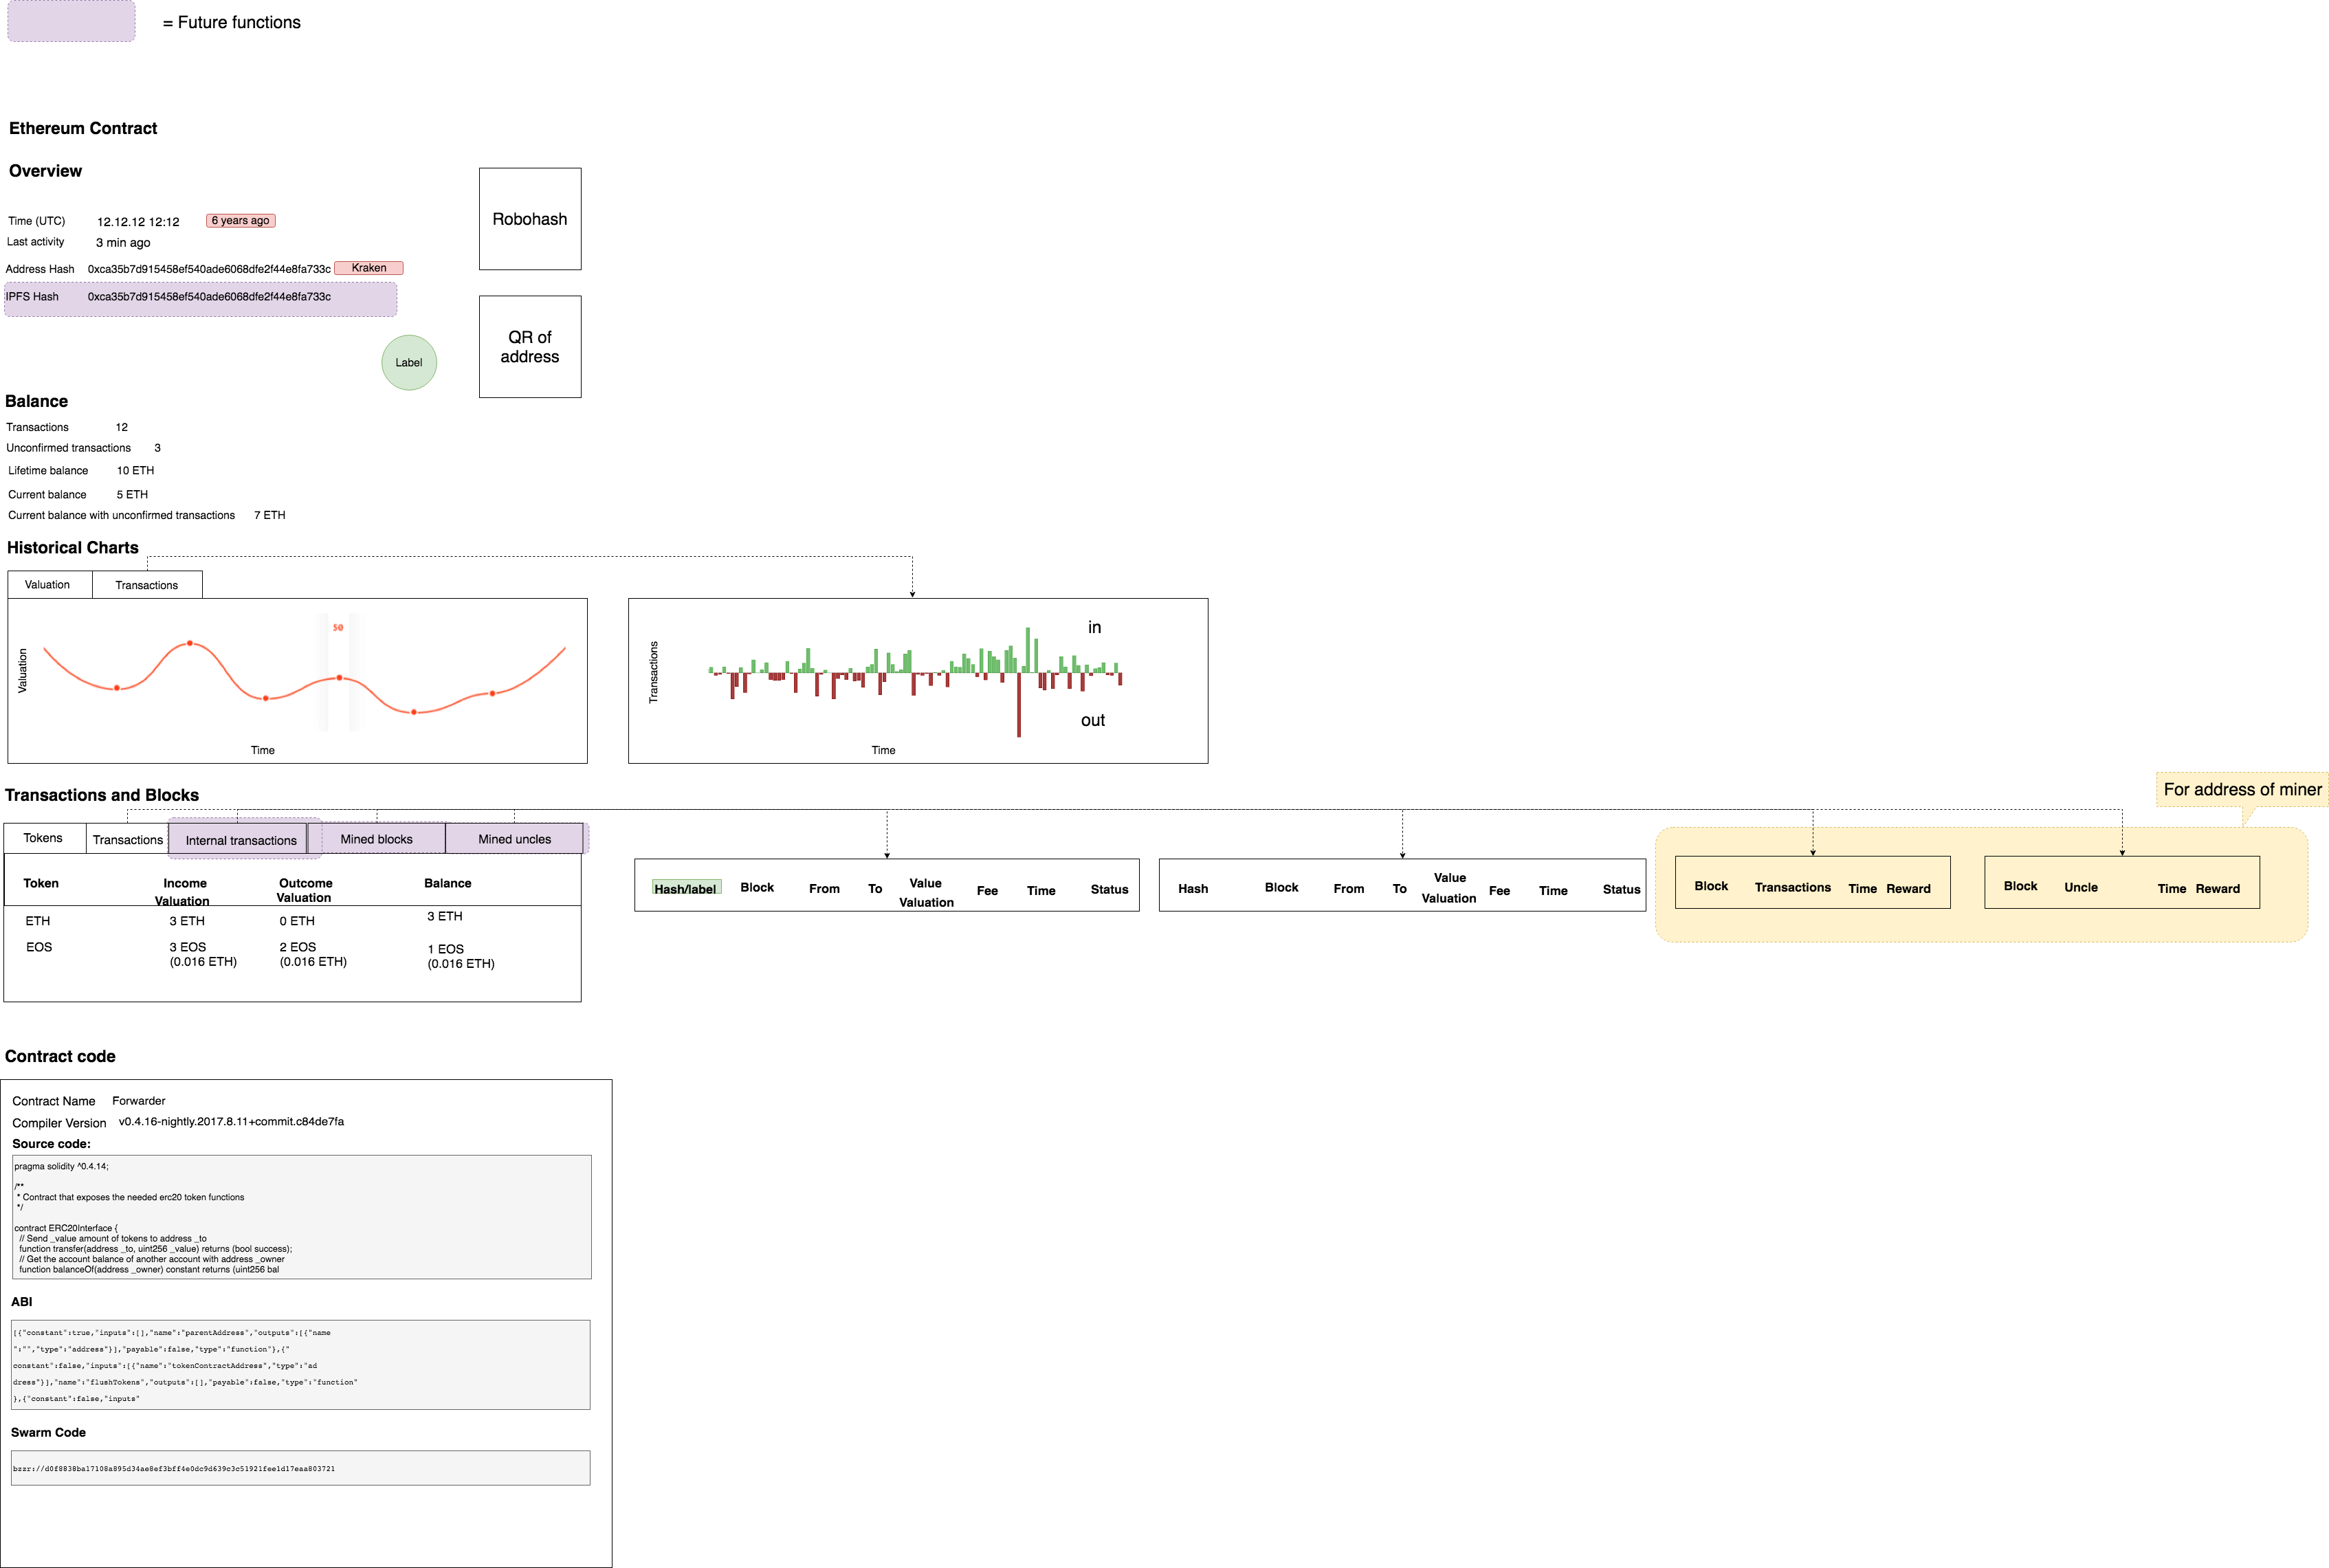 = Future functions
Ethereum Contract
Overview
Time (UTC) 12.12.12 12:12 6 years ago
Last activity 3 min ago
Address Hash 0xca35b7d915458ef540ade6068dfe2f44e8fa733c Kraken
IPFS Hash 0xca35b7d915458ef540ade6068dfe2f44e8fa733c
Robohash
QR of
address
Label
Balance
Transactions 12
Unconfirmed transactions 3
Lifetime balance 10 ETH
Current balance 5 ETH
Current balance with unconfirmed transactions 7 ETH
Historical Charts
Valuation Transactions
50
Valuation
Time
Transactions
in
out
Time
Transactions and Blocks
For address of miner
Tokens Transactions Internal transactions Mined blocks Mined uncles
Token Income Outcome Balance
Valuation Valuation
ETH 3 ETH 0 ETH 3 ETH
EOS 3 EOS 2 EOS 1 EOS
(0.016 ETH) (0.016 ETH) (0.016 ETH)
Hash/label Block From To Value Fee Time Status
Valuation
Hash Block From To Value Fee Time Status
Valuation
Block Transactions Time Reward
Block Uncle Time Reward
Contract code
Contract Name Forwarder
Compiler Version v0.4.16-nightly.2017.8.11+commit.c84de7fa
Source code:
pragma solidity ^0.4.14;
/**
* Contract that exposes the needed erc20 token functions
*/
contract ERC20Interface {
// Send _value amount of tokens to address _to
function transfer(address _to, uint256 _value) returns (bool success);
// Get the account balance of another account with address _owner
function balanceOf(address _owner) constant returns (uint256 bal
ABI
[{"constant":true,"inputs":[],"name":"parentAddress","outputs":[{"name
":"","type":"address"}],"payable":false,"type":"function"},{"
constant":false,"inputs":[{"name":"tokenContractAddress","type":"ad
dress"}],"name":"flushTokens","outputs":[],"payable":false,"type":"function"
},{"constant":false,"inputs"
Swarm Code
bzzr://d0f8838ba17108a895d34ae8ef3bff4e0dc9d639c3c51921fee1d17eaa803721